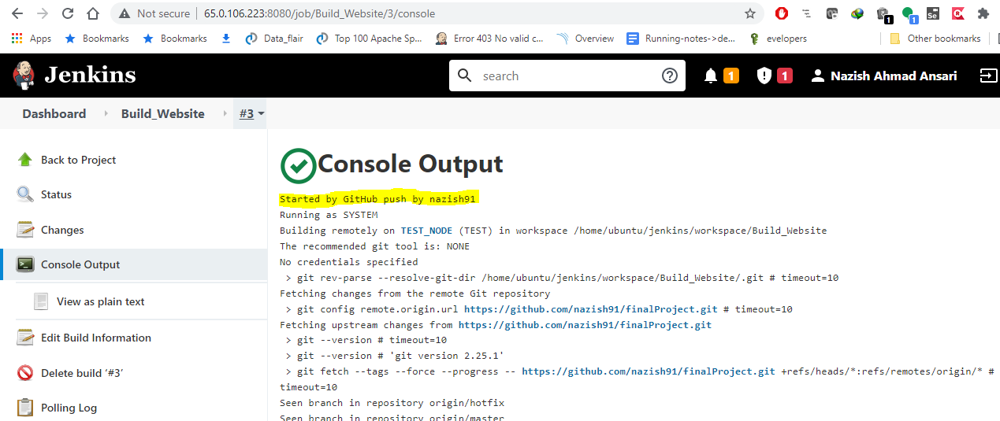 Not secure | 65.0.106.223:8080/job/Build_Website/3/console
1
1
Se
Apps Bookmarks Bookmarks Data_flair Top 100 Apache Sp... Error 403 No valid c... Overview Running-notes->de... evelopers Other bookmarks
Jenkins search 1 1 Nazish Ahmad Ansari
Dashboard Build_Website #3
Back to Project
Status
Changes
Console Output
View as plain text
Edit Build Information
Delete build ‘#3’
Polling Log
Console Output
Started by GitHub push by nazish91
Running as SYSTEM
Building remotely on TEST_NODE (TEST) in workspace /home/ubuntu/jenkins/workspace/Build_Website
The recommended git tool is: NONE
No credentials specified
> git rev-parse --resolve-git-dir /home/ubuntu/jenkins/workspace/Build_Website/.git # timeout=10
Fetching changes from the remote Git repository
> git config remote.origin.url https://github.com/nazish91/finalProject.git # timeout=10
Fetching upstream changes from https://github.com/nazish91/finalProject.git
> git --version # timeout=10
> git --version # 'git version 2.25.1'
> git fetch --tags --force --progress -- https://github.com/nazish91/finalProject.git +refs/heads/*:refs/remotes/origin/* #
timeout=10
Seen branch in repository origin/hotfix
Seen branch in repository origin/master